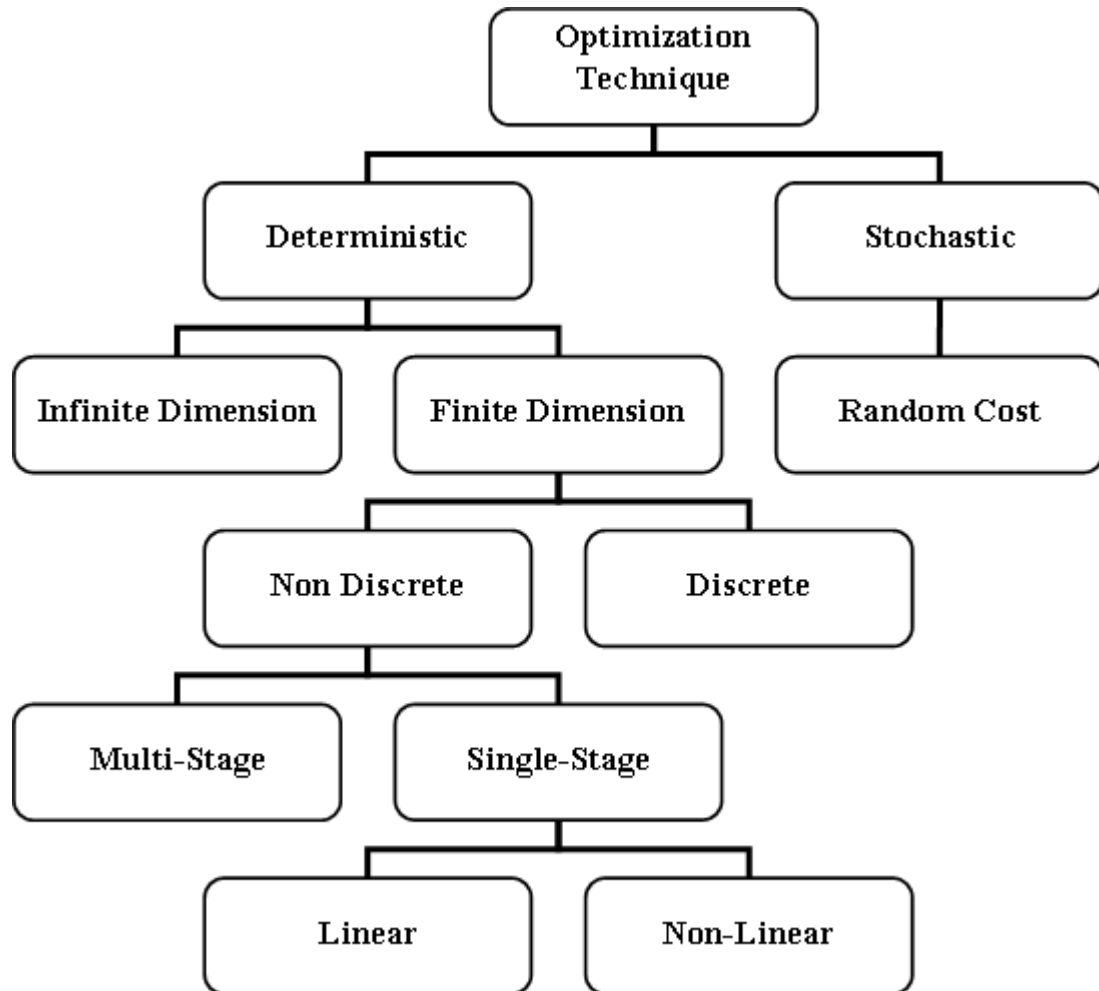 Optimization
Technique
Deterministic
Stochastic
Infinite Dimension
Finite Dimension
Random Cost
Non Discrete
Discrete
Multi-Stage
Single-Stage
Linear
Non-Linear